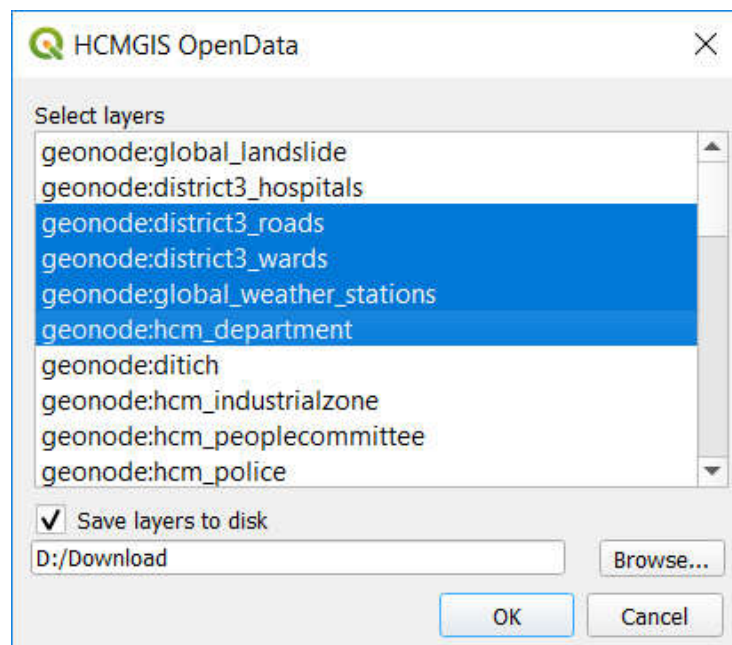 HCMGIS OpenData
Select layers
geonode:global_landslide
geonode:district3_hospitals
geonode:district3_roads
geonode:district3_wards
geonode:global_weather_stations
geonode:hcm_department
geonode:ditich
geonode:hcm_industrialzone
geonode:hcm_peoplecommittee
geonode:hcm_police
Save layers to disk
D:/Download
Browse...
OK
Cancel